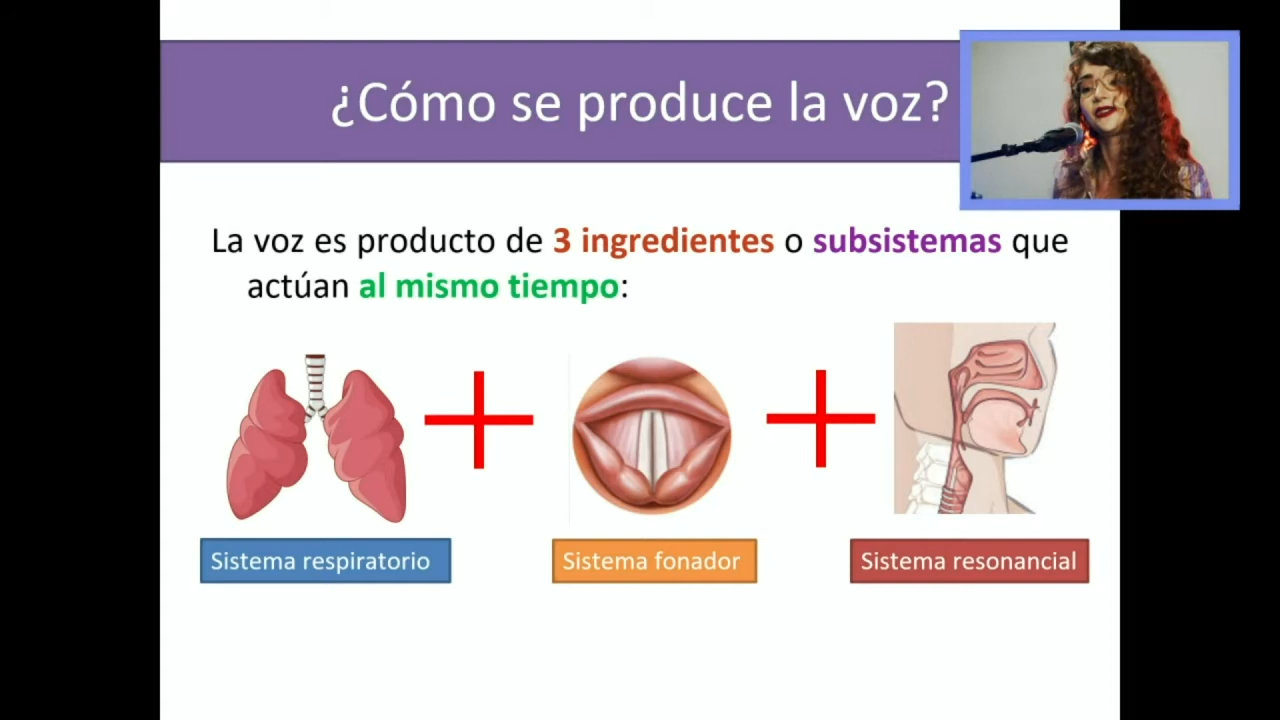 ¿Cómo se produce la voz?
La voz es producto de 3 ingredientes o subsistemas que
actúan al mismo tiempo:
Sistema respiratorio
Sistema fonador
Sistema resonancial